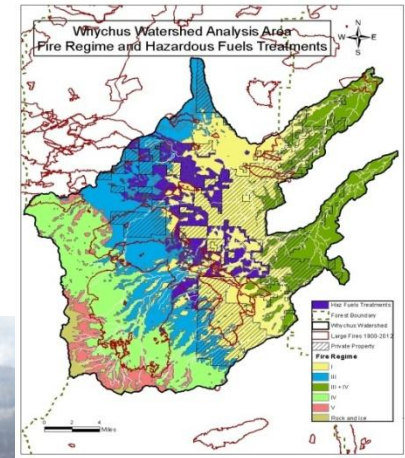 Whychus Watershed Analysis Area
Fire Regime and Hazardous Fuels Treatments
N
W E
S
Haz Fuels Treatments
Forest Boundary
Whychus Watershed
Large Fires 1900-2012
Private Property
Fire Regime
I
III
III + IV
IV
V
Rock and Ice
0 2 4
Miles